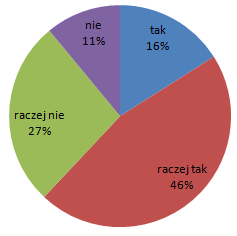 nie
11%
tak
16%
raczej nie
27%
raczej tak
46%